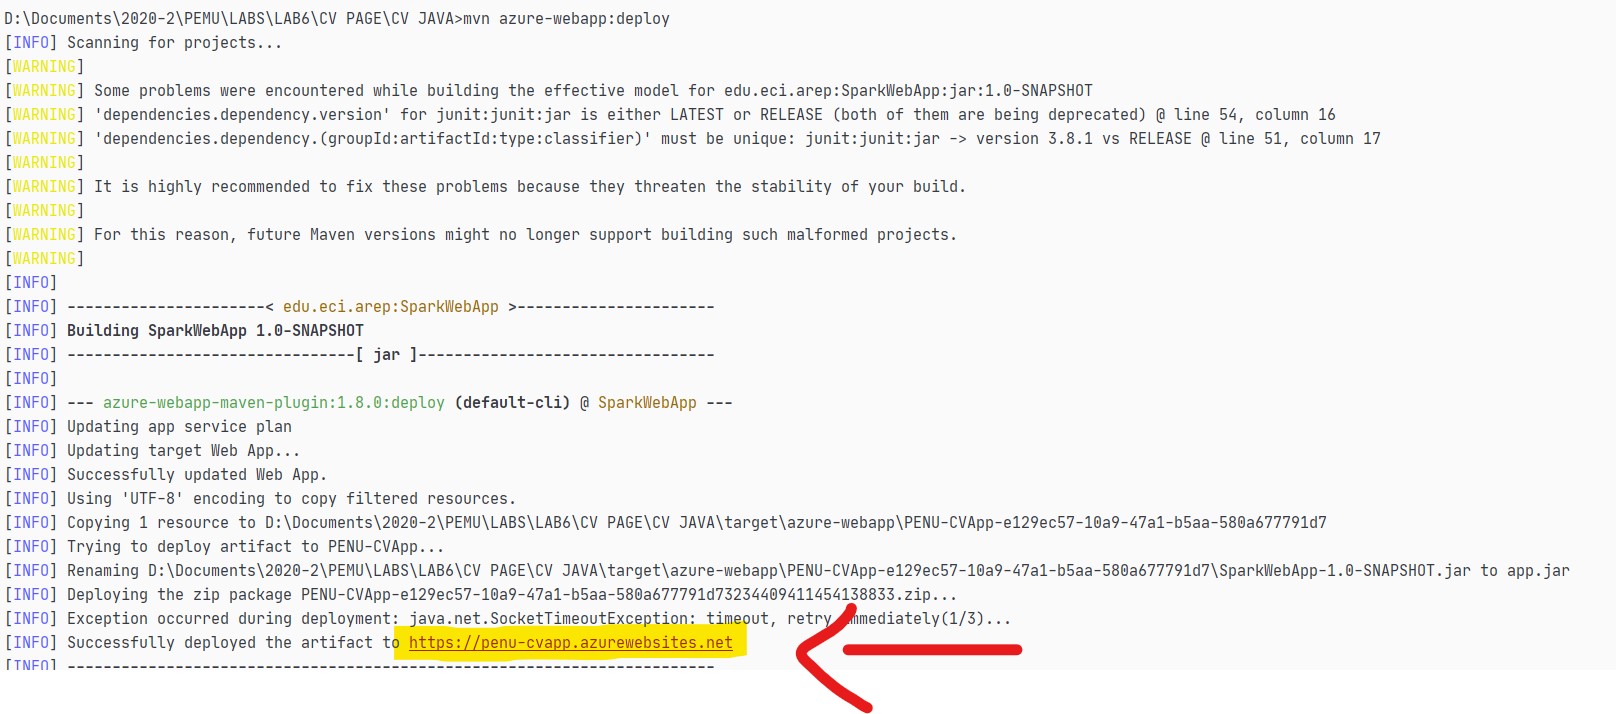 D:\Documents\2020-2\PEMU\LABS\LAB6\CV PAGE\CV JAVA>mvn azure-webapp:deploy
[INFO] Scanning for projects...
[WARNING]
[WARNING] Some problems were encountered while building the effective model for edu.eci.arep:SparkWebApp:jar:1.0-SNAPSHOT
[WARNING] 'dependencies.dependency.version' for junit:junit:jar is either LATEST or RELEASE (both of them are being deprecated) @ line 54, column 16
[WARNING] 'dependencies.dependency.(groupId:artifactId:type:classifier)' must be unique: junit:junit:jar -> version 3.8.1 vs RELEASE @ line 51, column 17
[WARNING]
[WARNING] It is highly recommended to fix these problems because they threaten the stability of your build.
[WARNING]
[WARNING] For this reason, future Maven versions might no longer support building such malformed projects.
[WARNING]
[INFO]
[INFO] ----------------------< edu.eci.arep:SparkWebApp >----------------------
[INFO] Building SparkWebApp 1.0-SNAPSHOT
[INFO] --------------------------------[ jar ]---------------------------------
[INFO]
[INFO] --- azure-webapp-maven-plugin:1.8.0:deploy (default-cli) @ SparkWebApp ---
[INFO] Updating app service plan
[INFO] Updating target Web App...
[INFO] Successfully updated Web App.
[INFO] Using 'UTF-8' encoding to copy filtered resources.
[INFO] Copying 1 resource to D:\Documents\2020-2\PEMU\LABS\LAB6\CV PAGE\CV JAVA\target\azure-webapp\PENU-CVApp-e129ec57-10a9-47a1-b5aa-580a677791d7
[INFO] Trying to deploy artifact to PENU-CVApp...
[INFO] Renaming D:\Documents\2020-2\PEMU\LABS\LAB6\CV PAGE\CV JAVA\target\azure-webapp\PENU-CVApp-e129ec57-10a9-47a1-b5aa-580a677791d7\SparkWebApp-1.0-SNAPSHOT.jar to app.jar
[INFO] Deploying the zip package PENU-CVApp-e129ec57-10a9-47a1-b5aa-580a677791d73234409411454138833.zip...
[INFO] Exception occurred during deployment: java.net.SocketTimeoutException: timeout, retry immediately(1/3)...
[INFO] Successfully deployed the artifact to https://penu-cvapp.azurewebsites.net
[INFO] ------------------------------------------------------------------------